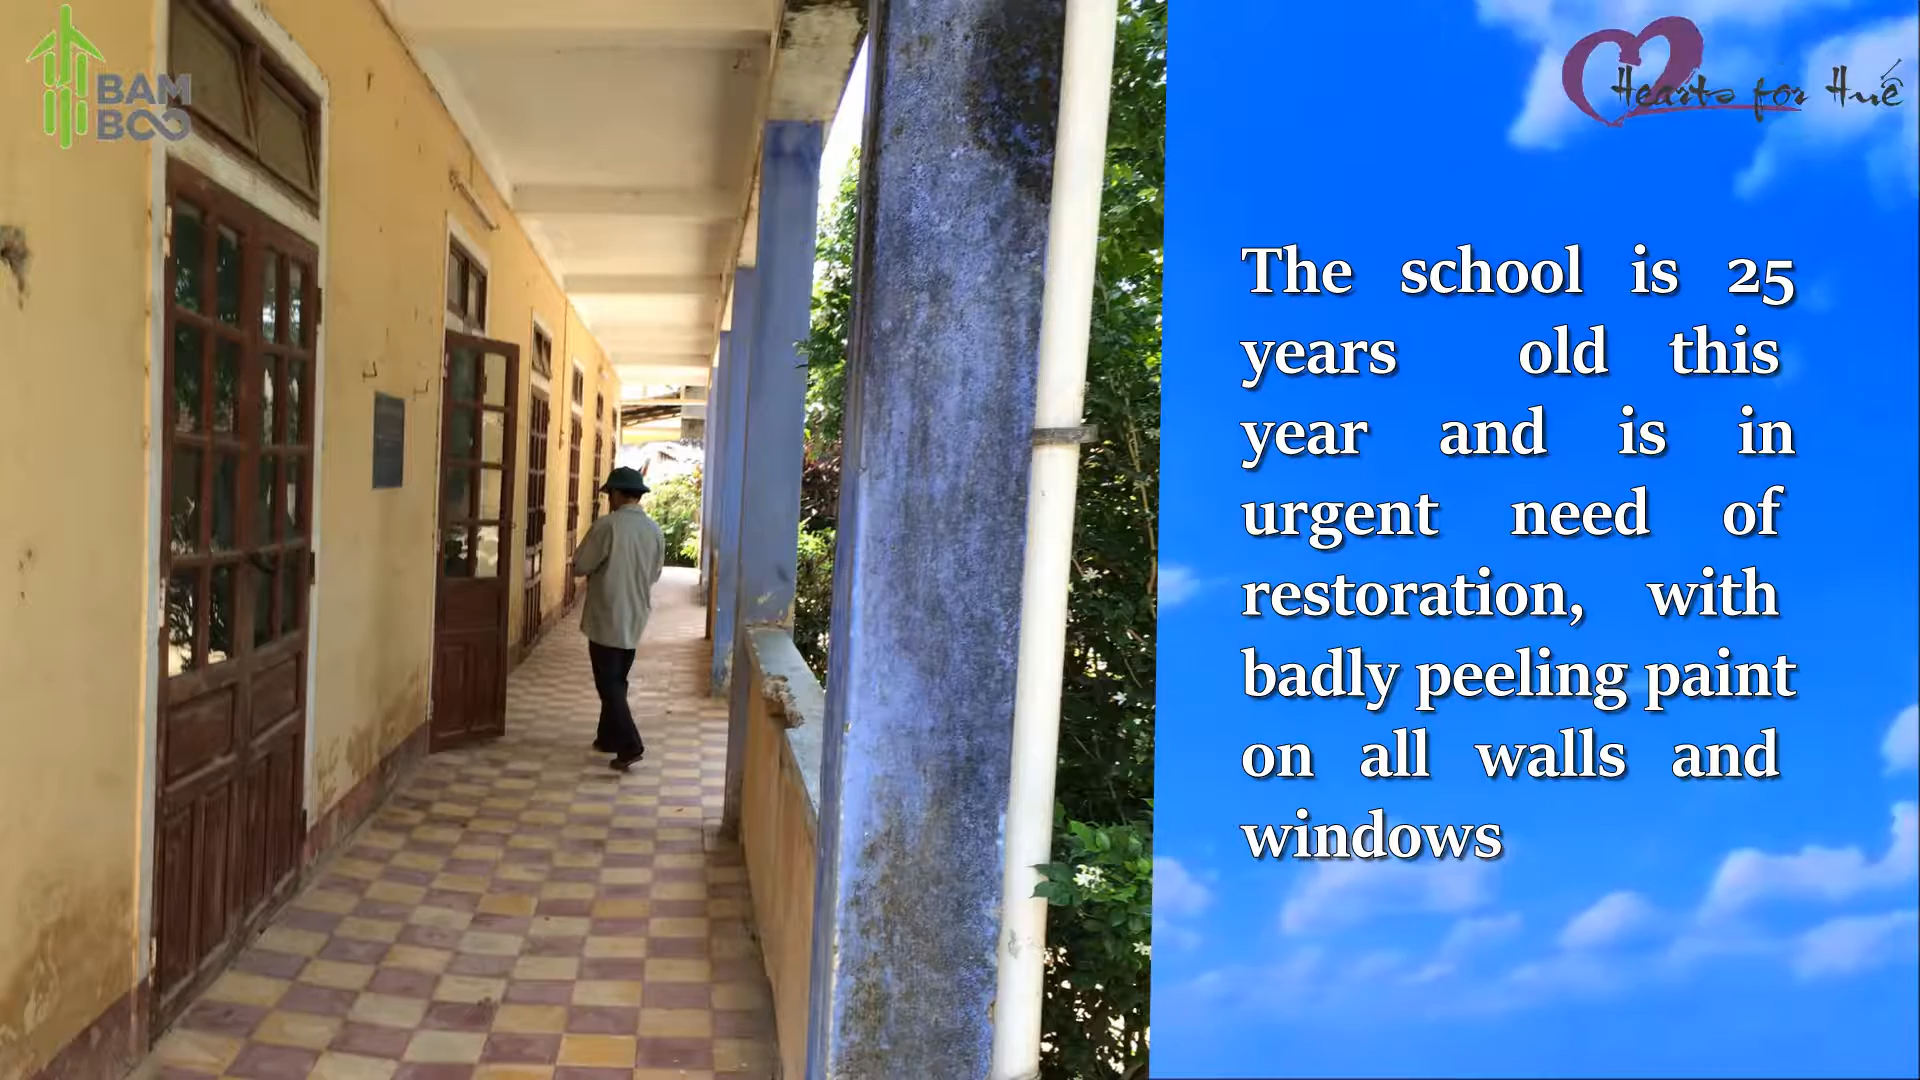 BAM
BOO
Hearts for Huế
The school is 25
years old this
year and is in
urgent need of
restoration, with
badly peeling paint
on all walls and
windows